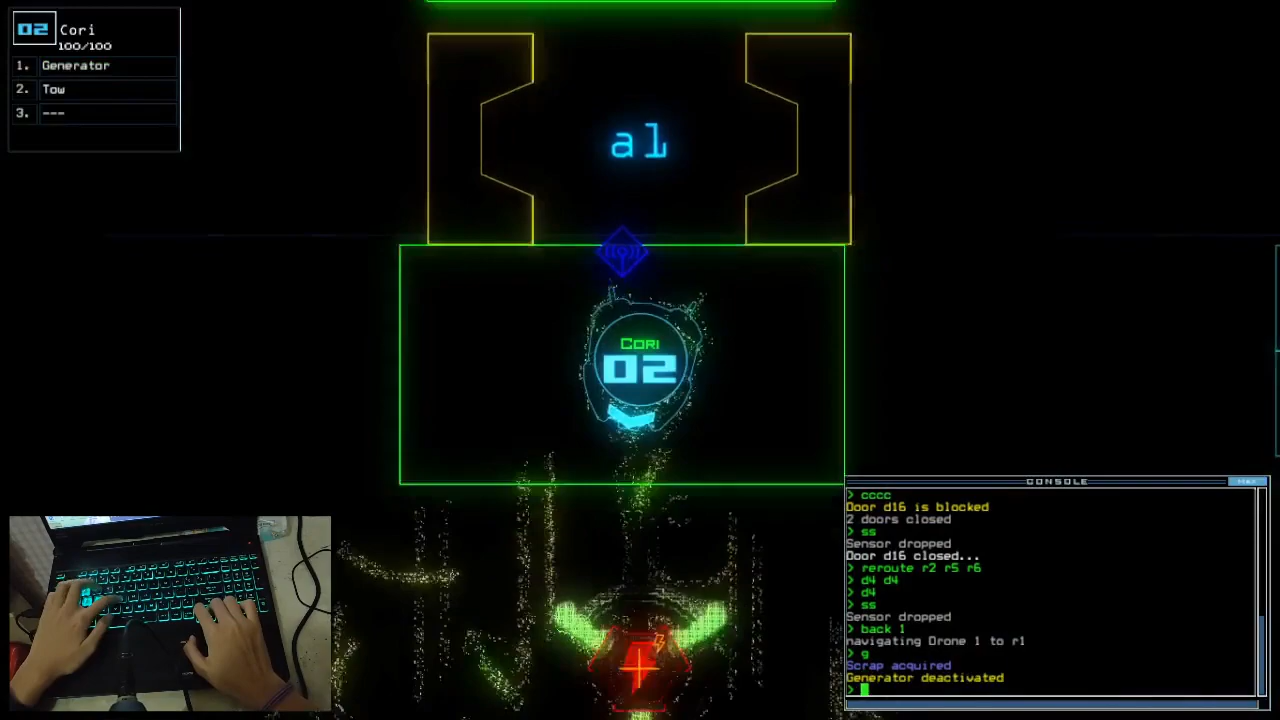 02 Cori
100/100
1. Generator
2. Tow
3. ---
a1
Cori
02
CONSOLE
> cccc
Door d16 is blocked
2 doors closed
> ss
Sensor dropped
Door d16 closed...
> reroute r2 r5 r6
> d4 d4
> d4
> ss
Sensor dropped
> back 1
navigating Drone 1 to r1
> g
Scrap acquired
Generator deactivated
>